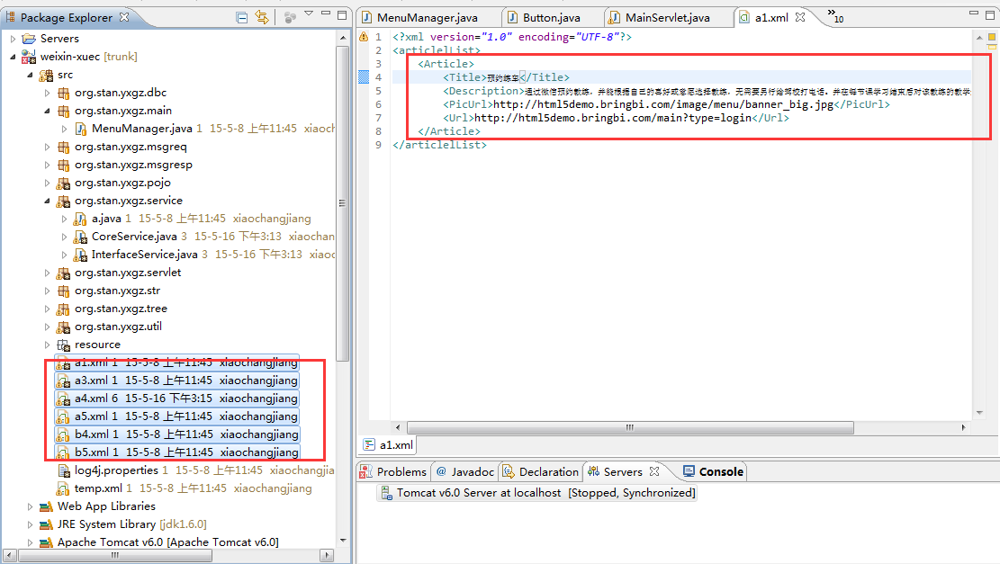 Package Explorer
Servers
weixin-xuec [trunk]
src
org.stan.yxgz.dbc
org.stan.yxgz.main
MenuManager.java 1 15-5-8 上午11:45 xiaoch
org.stan.yxgz.msgreq
org.stan.yxgz.msgresp
org.stan.yxgz.pojo
org.stan.yxgz.service
a.java 1 15-5-8 上午11:45 xiaochangjiang
CoreService.java 3 15-5-16 下午3:13 xiaochan
InterfaceService.java 3 15-5-16 下午3:13 xiaoc
org.stan.yxgz.servlet
org.stan.yxgz.str
org.stan.yxgz.tree
org.stan.yxgz.util
resource
a1.xml 1 15-5-8 上午11:45 xiaochangjiang
a3.xml 1 15-5-8 上午11:45 xiaochangjiang
a4.xml 6 15-5-16 下午3:15 xiaochangjiang
a5.xml 1 15-5-8 上午11:45 xiaochangjiang
b4.xml 1 15-5-8 上午11:45 xiaochangjiang
b5.xml 1 15-5-8 上午11:45 xiaochangjiang
log4j.properties 1 15-5-8 上午11:45 xiaochangjia
temp.xml 1 15-5-8 上午11:45 xiaochangjiang
Web App Libraries
JRE System Library [jdk1.6.0]
Apache Tomcat v6.0 [Apache Tomcat v6.0]
MenuManager.java Button.java MainServlet.java a1.xml »10
1 <?xml version="1.0" encoding="UTF-8"?>
2 <articlelList>
3 <Article>
4 <Title>预约练车</Title>
5 <Description>通过微信预约教练，并能根据自己的喜好或意愿选择教练，无需要另行给驾校打电话。并在每节课学习结束后对该教练的教学
6 <PicUrl>http://html5demo.bringbi.com/image/menu/banner_big.jpg</PicUrl>
7 <Url>http://html5demo.bringbi.com/main?type=login</Url>
8 </Article>
9 </articlelList>
a1.xml
Problems @ Javadoc Declaration Servers Console
Tomcat v6.0 Server at localhost [Stopped, Synchronized]